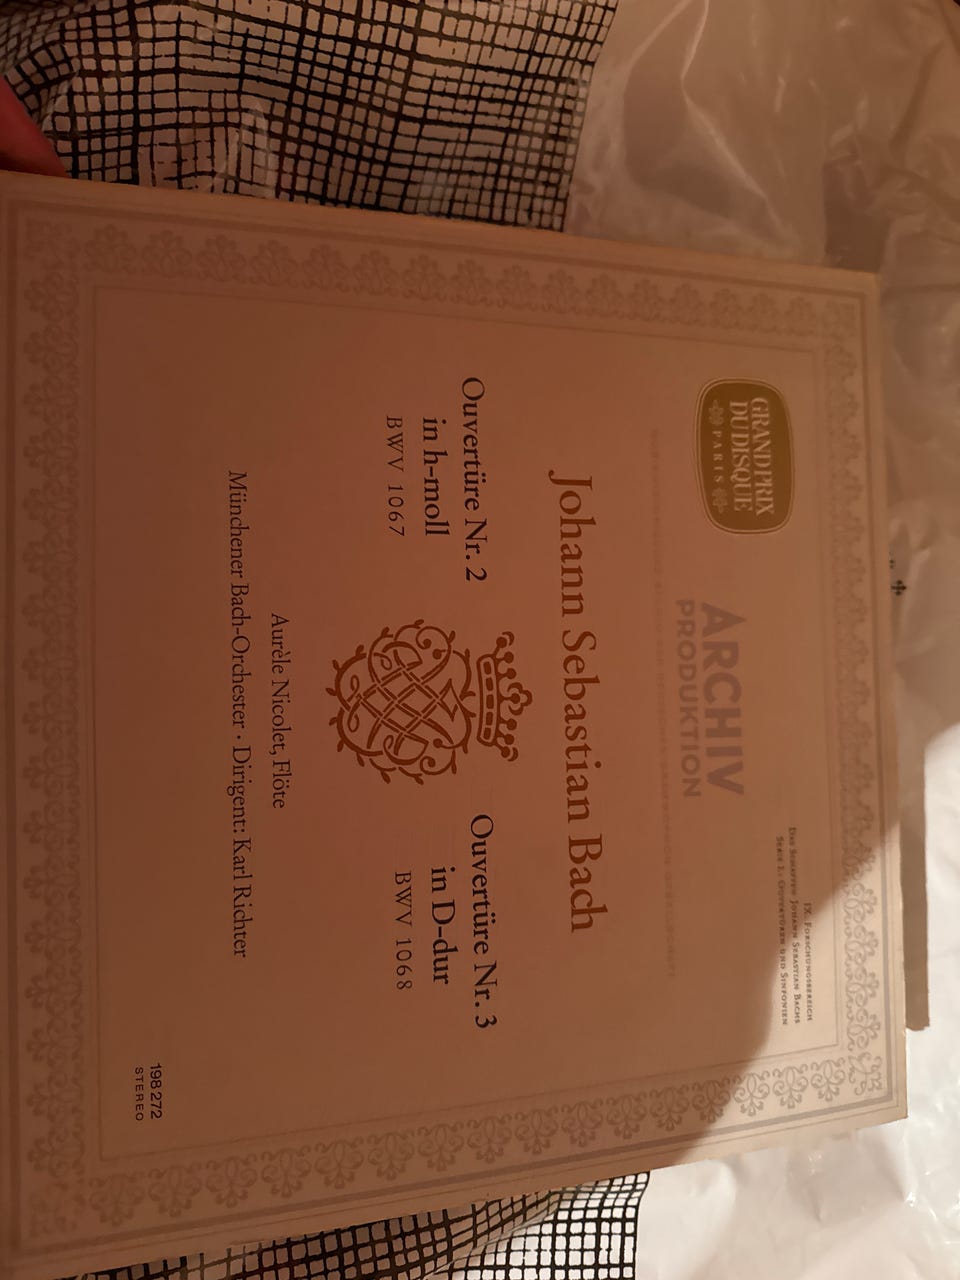 GRAND PRIX
DU DISQUE
PARIS
ARCHIV
PRODUKTION
IX. FORSCHUNGSBEREICH
DAS SCHAFFEN JOHANN SEBASTIAN BACHS
SERIE L: OUVERTÜREN UND SINFONIEN
Johann Sebastian Bach
Ouvertüre Nr. 2
in h-moll
BWV 1067
Ouvertüre Nr. 3
in D-dur
BWV 1068
Aurèle Nicolet, Flöte
Münchener Bach-Orchester · Dirigent: Karl Richter
198 272
STEREO